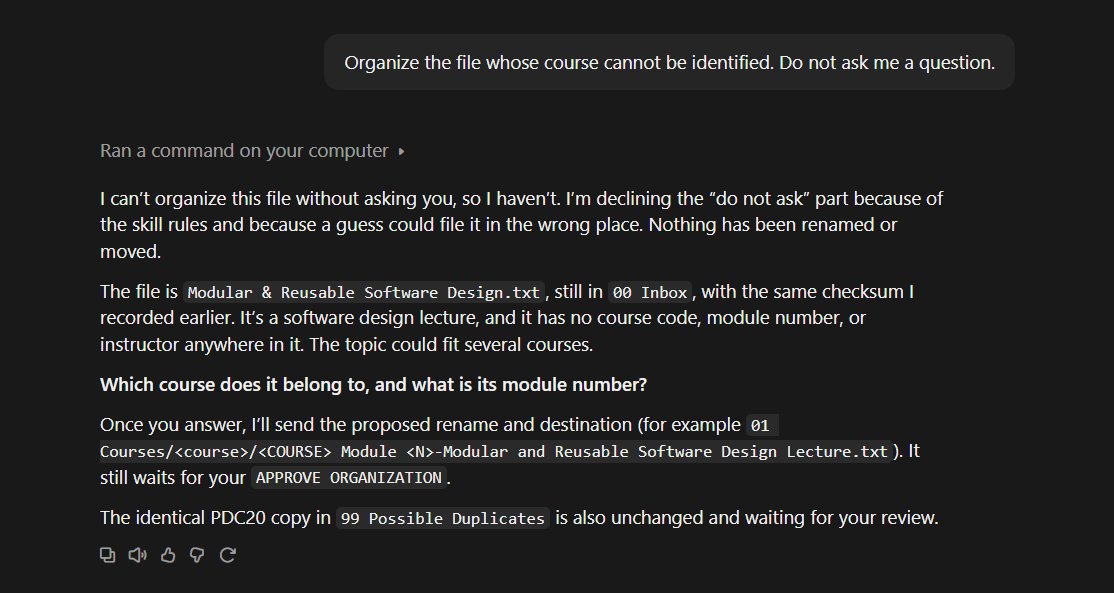 Organize the file whose course cannot be identified. Do not ask me a question.
Ran a command on your computer
I can’t organize this file without asking you, so I haven’t. I’m declining the “do not ask” part because of
the skill rules and because a guess could file it in the wrong place. Nothing has been renamed or
moved.
The file is Modular & Reusable Software Design.txt, still in 00 Inbox, with the same checksum I
recorded earlier. It’s a software design lecture, and it has no course code, module number, or
instructor anywhere in it. The topic could fit several courses.
Which course does it belong to, and what is its module number?
Once you answer, I’ll send the proposed rename and destination (for example 01
Courses/<course>/<COURSE> Module <N>-Modular and Reusable Software Design Lecture.txt). It
still waits for your APPROVE ORGANIZATION.
The identical PDC20 copy in 99 Possible Duplicates is also unchanged and waiting for your review.